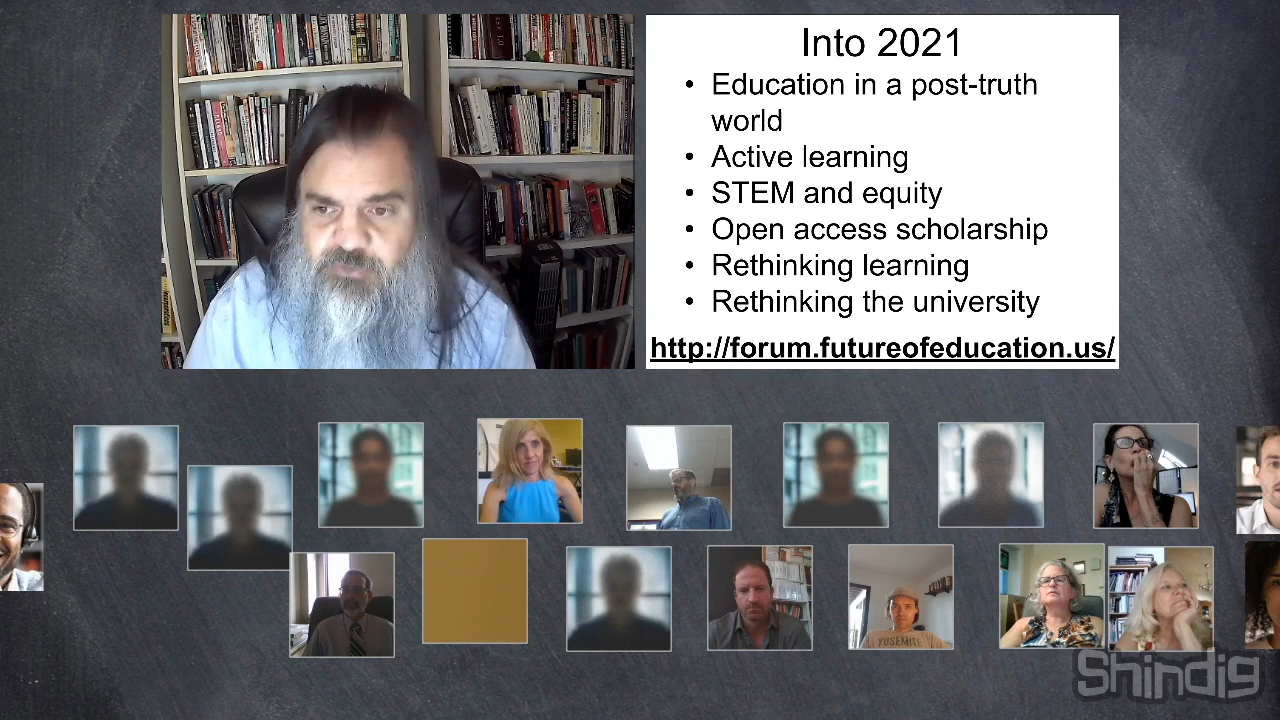 Into 2021
• Education in a post-truth
world
• Active learning
• STEM and equity
• Open access scholarship
• Rethinking learning
• Rethinking the university
http://forum.futureofeducation.us/
YOSEMITE
Shindig